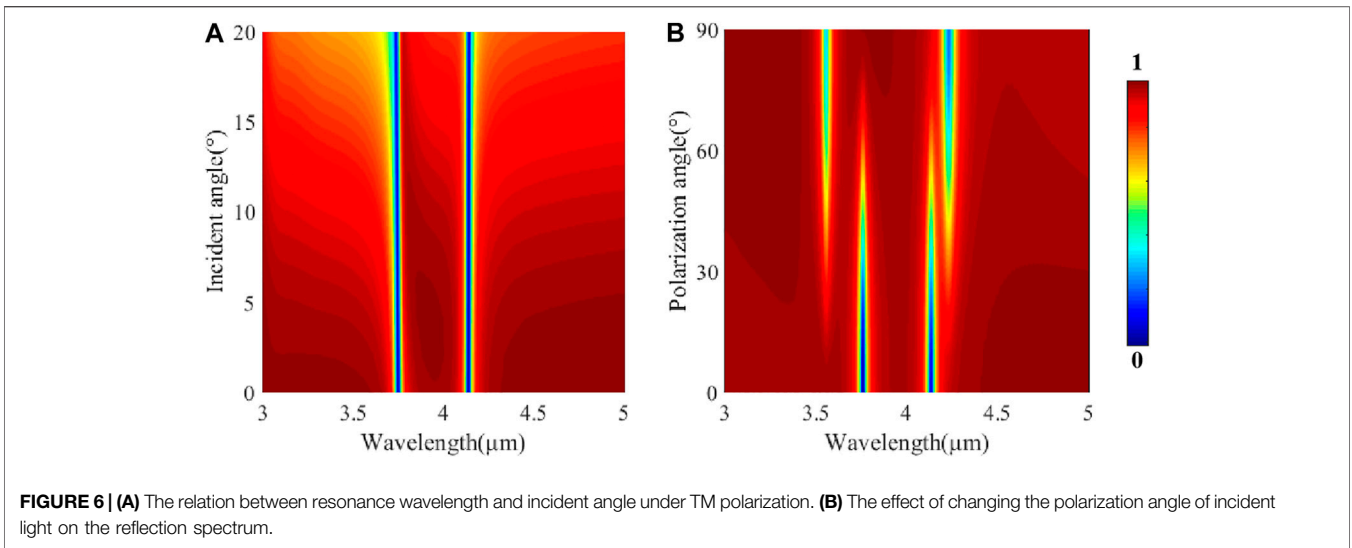 A
20
15
10
5
0
Incident angle(°)
3
3.5
4
4.5
5
Wavelength(μm)
B
90
60
30
0
Polarization angle(°)
3
3.5
4
4.5
5
Wavelength(μm)
1
0
FIGURE 6 | (A) The relation between resonance wavelength and incident angle under TM polarization. (B) The effect of changing the polarization angle of incident
light on the reflection spectrum.